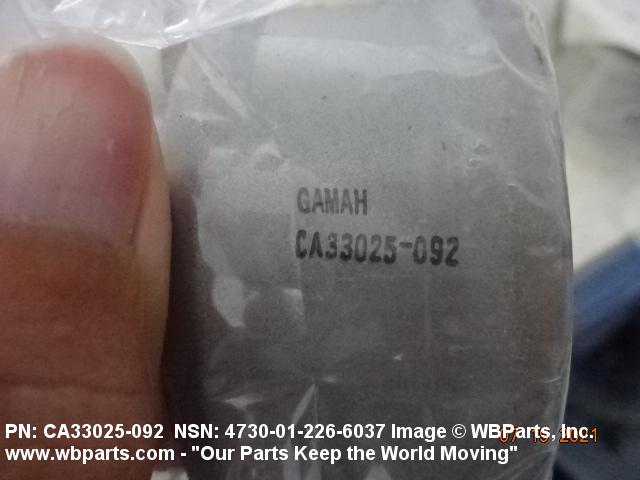 GAMAH
CA33025-092
PN: CA33025-092 NSN: 4730-01-226-6037 Image © WBParts, Inc.
www.wbparts.com - "Our Parts Keep the World Moving"